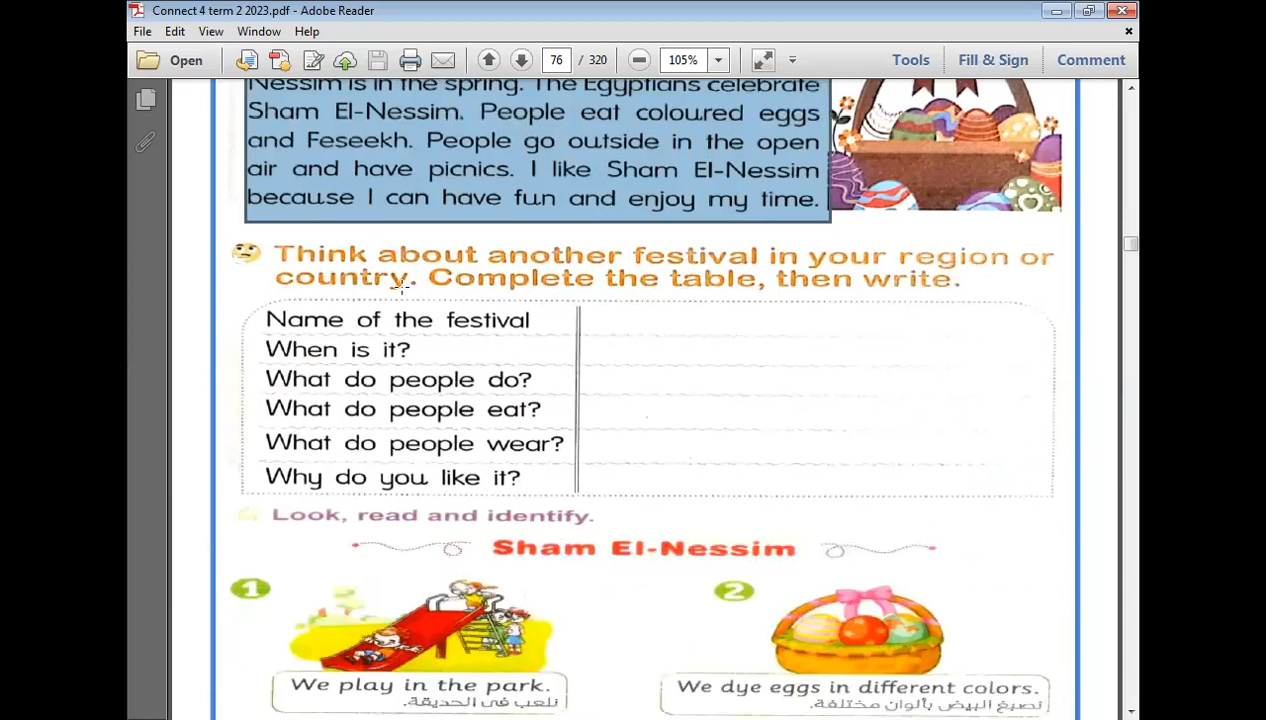 Connect 4 term 2 2023.pdf - Adobe Reader
File Edit View Window Help
Open 76 / 320 105% Tools Fill & Sign Comment
Nessim is in the spring. The Egyptians celebrate
Sham El-Nessim. People eat coloured eggs
and Feseekh. People go outside in the open
air and have picnics. I like Sham El-Nessim
because I can have fun and enjoy my time.
Think about another festival in your region or
country. Complete the table, then write.
Name of the festival
When is it?
What do people do?
What do people eat?
What do people wear?
Why do you like it?
Look, read and identify.
Sham El-Nessim
1
2
We play in the park.
نلعب فى الحديقة.
We dye eggs in different colors.
نصبغ البيض بألوان مختلفة.